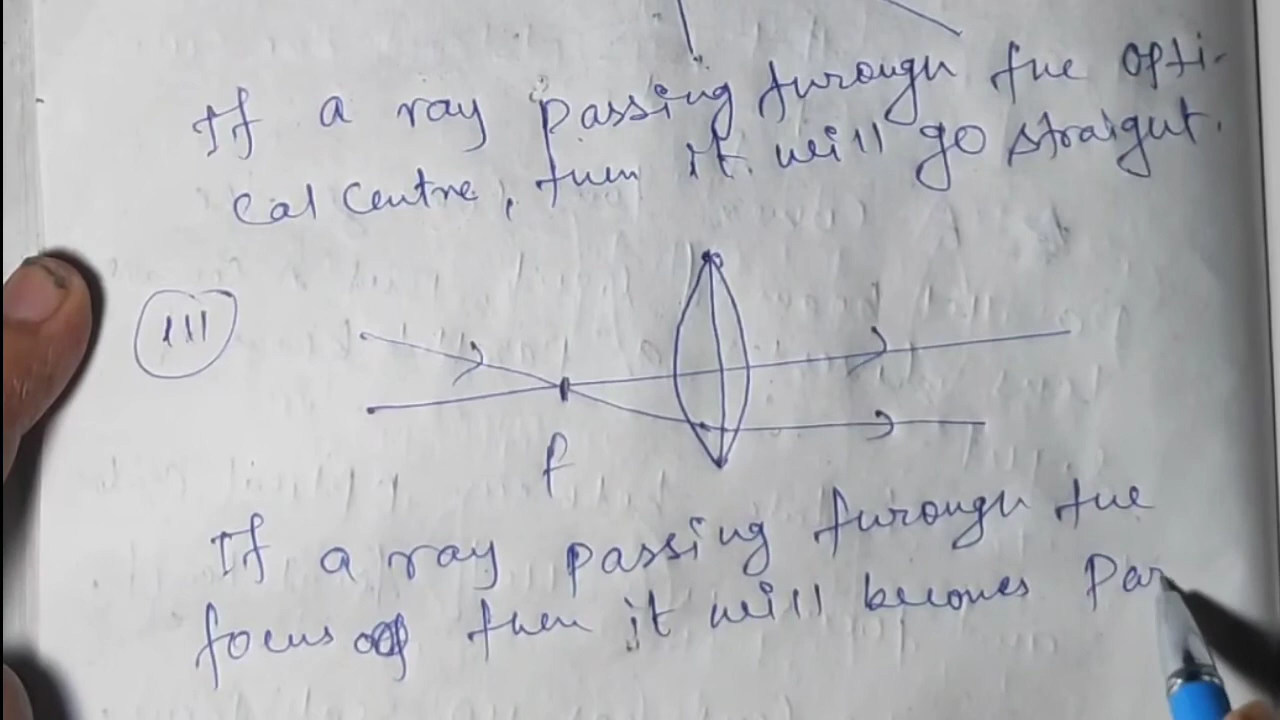 If a ray passing through the opti-
cal centre, then it will go straight.
III
f
If a ray passing through the
focus then it will becomes Par